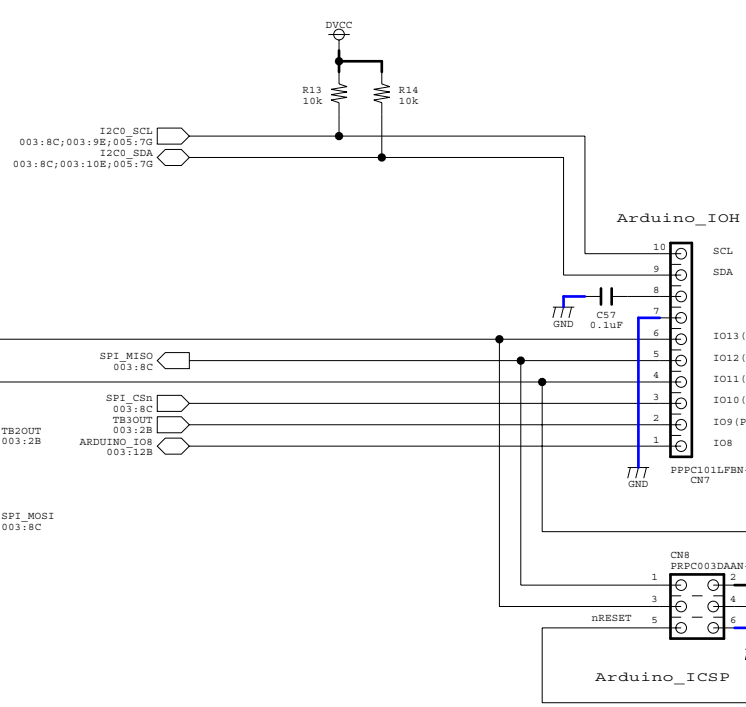 DVCC
R13
10k
R14
10k
I2C0_SCL
003:8C;003:9E;005:7G
I2C0_SDA
003:8C;003:10E;005:7G
Arduino_IOH
10
SCL
9
SDA
8
C57
0.1uF
GND
7
6
IO13(
SPI_MISO
003:8C
5
IO12(
4
IO11(
SPI_CSn
003:8C
3
IO10(
TB3OUT
003:2B
2
IO9(P
TB2OUT
003:2B
ARDUINO_IO8
003:12B
1
IO8
GND
PPPC101LFBN-
CN7
SPI_MOSI
003:8C
CN8
PRPC003DAAN-
1
2
3
4
nRESET
5
6
Arduino_ICSP